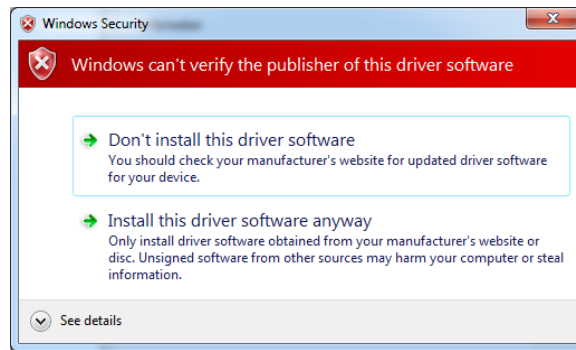 Windows Security
Windows can't verify the publisher of this driver software
Don't install this driver software
You should check your manufacturer's website for updated driver software
for your device.
Install this driver software anyway
Only install driver software obtained from your manufacturer's website or
disc. Unsigned software from other sources may harm your computer or steal
information.
See details